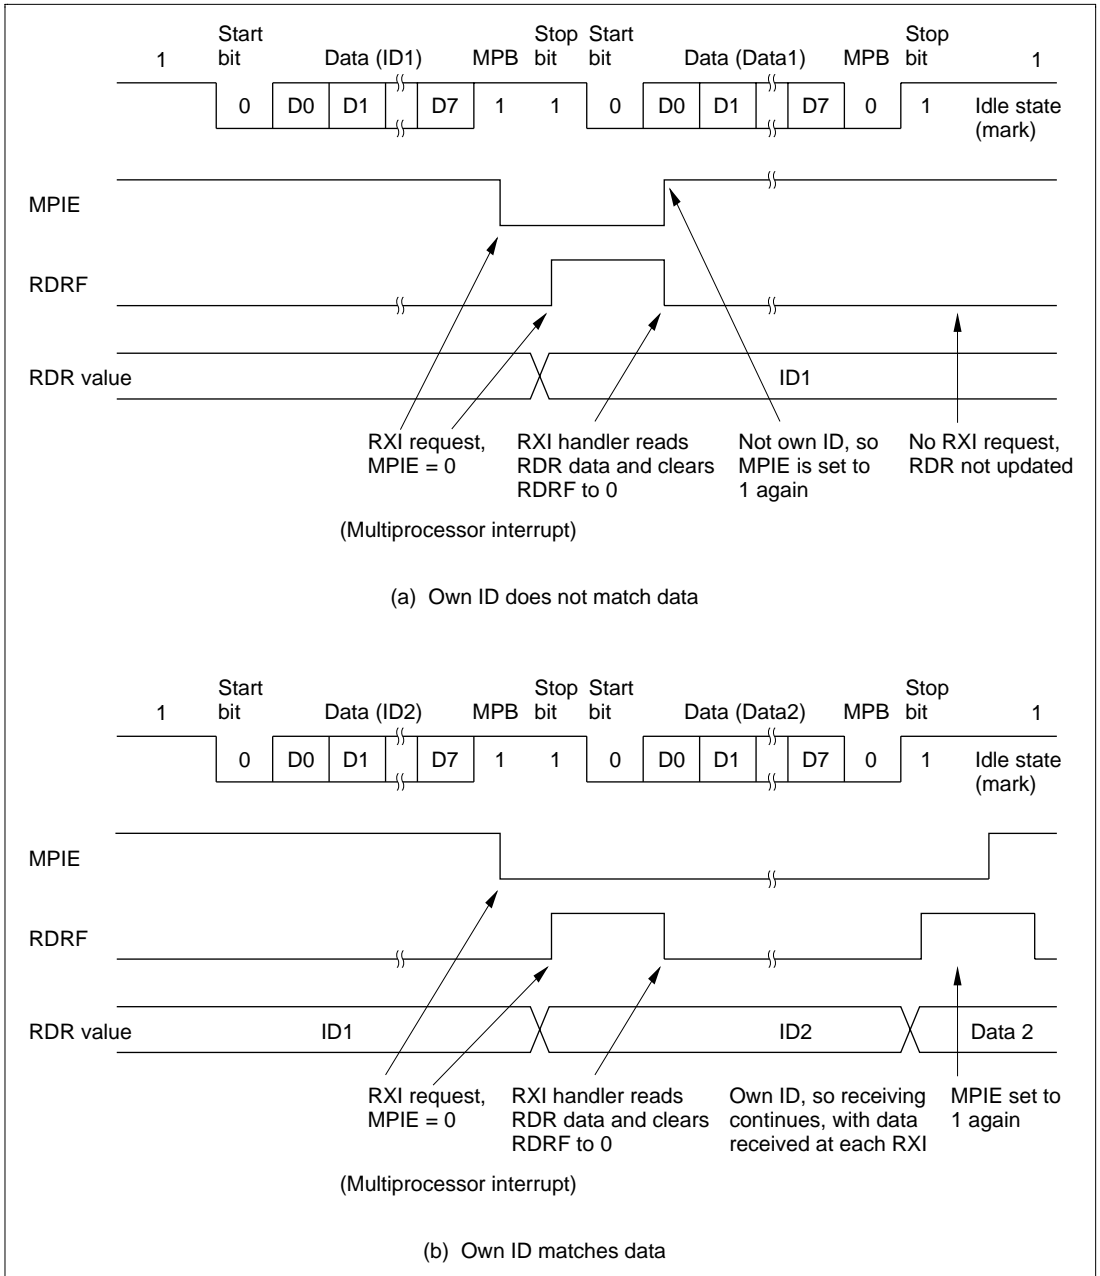 Start Stop Start Stop
1 bit Data (ID1) MPB bit bit Data (Data1) MPB bit 1
0 D0 D1 D7 1 1 0 D0 D1 D7 0 1 Idle state
(mark)
MPIE
RDRF
RDR value ID1
RXI request,
MPIE = 0
RXI handler reads
RDR data and clears
RDRF to 0
Not own ID, so
MPIE is set to
1 again
No RXI request,
RDR not updated
(Multiprocessor interrupt)
(a) Own ID does not match data
Start Stop Start Stop
1 bit Data (ID2) MPB bit bit Data (Data2) MPB bit 1
0 D0 D1 D7 1 1 0 D0 D1 D7 0 1 Idle state
(mark)
MPIE
RDRF
RDR value ID1 ID2 Data 2
RXI request,
MPIE = 0
RXI handler reads
RDR data and clears
RDRF to 0
Own ID, so receiving
continues, with data
received at each RXI
MPIE set to
1 again
(Multiprocessor interrupt)
(b) Own ID matches data